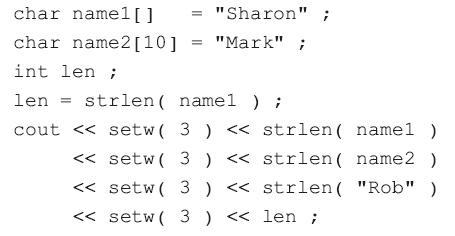 char name1[]   = "Sharon" ;
char name2[10] = "Mark" ;
int len ;
len = strlen( name1 ) ;
cout << setw( 3 ) << strlen( name1 )
     << setw( 3 ) << strlen( name2 )
     << setw( 3 ) << strlen( "Rob" )
     << setw( 3 ) << len ;